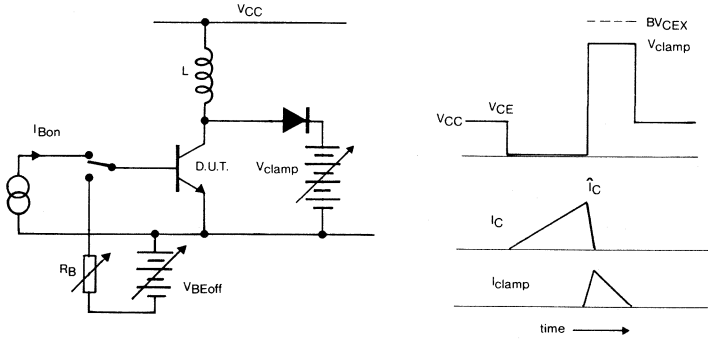 VCC
L
IBon
D.U.T.
Vclamp
RB
VBEoff
BVCEX
Vclamp
VCE
VCC
ÎC
IC
Iclamp
time